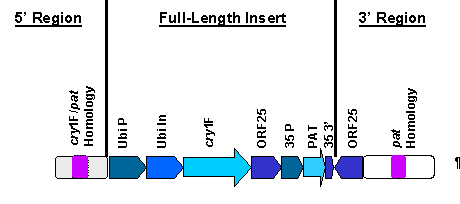 5' Region
Full-Length Insert
3' Region
cry1F/pat
Homology
Ubi P
Ubi In
cry1F
ORF25
35 P
PAT
35 3'
ORF25
pat
Homology
¶